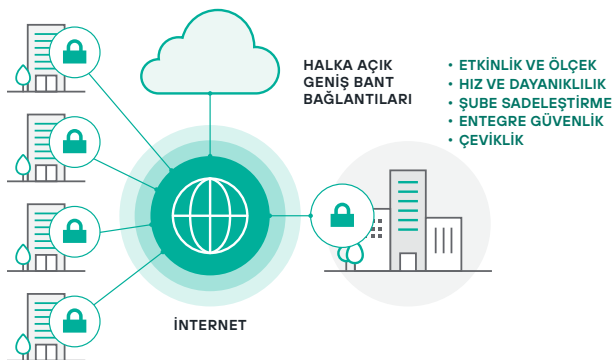 HALKA AÇIK
GENİŞ BANT
BAĞLANTILARI
• ETKİNLİK VE ÖLÇEK
• HIZ VE DAYANIKLILIK
• ŞUBE SADELEŞTİRME
• ENTEGRE GÜVENLİK
• ÇEVİKLİK
İNTERNET